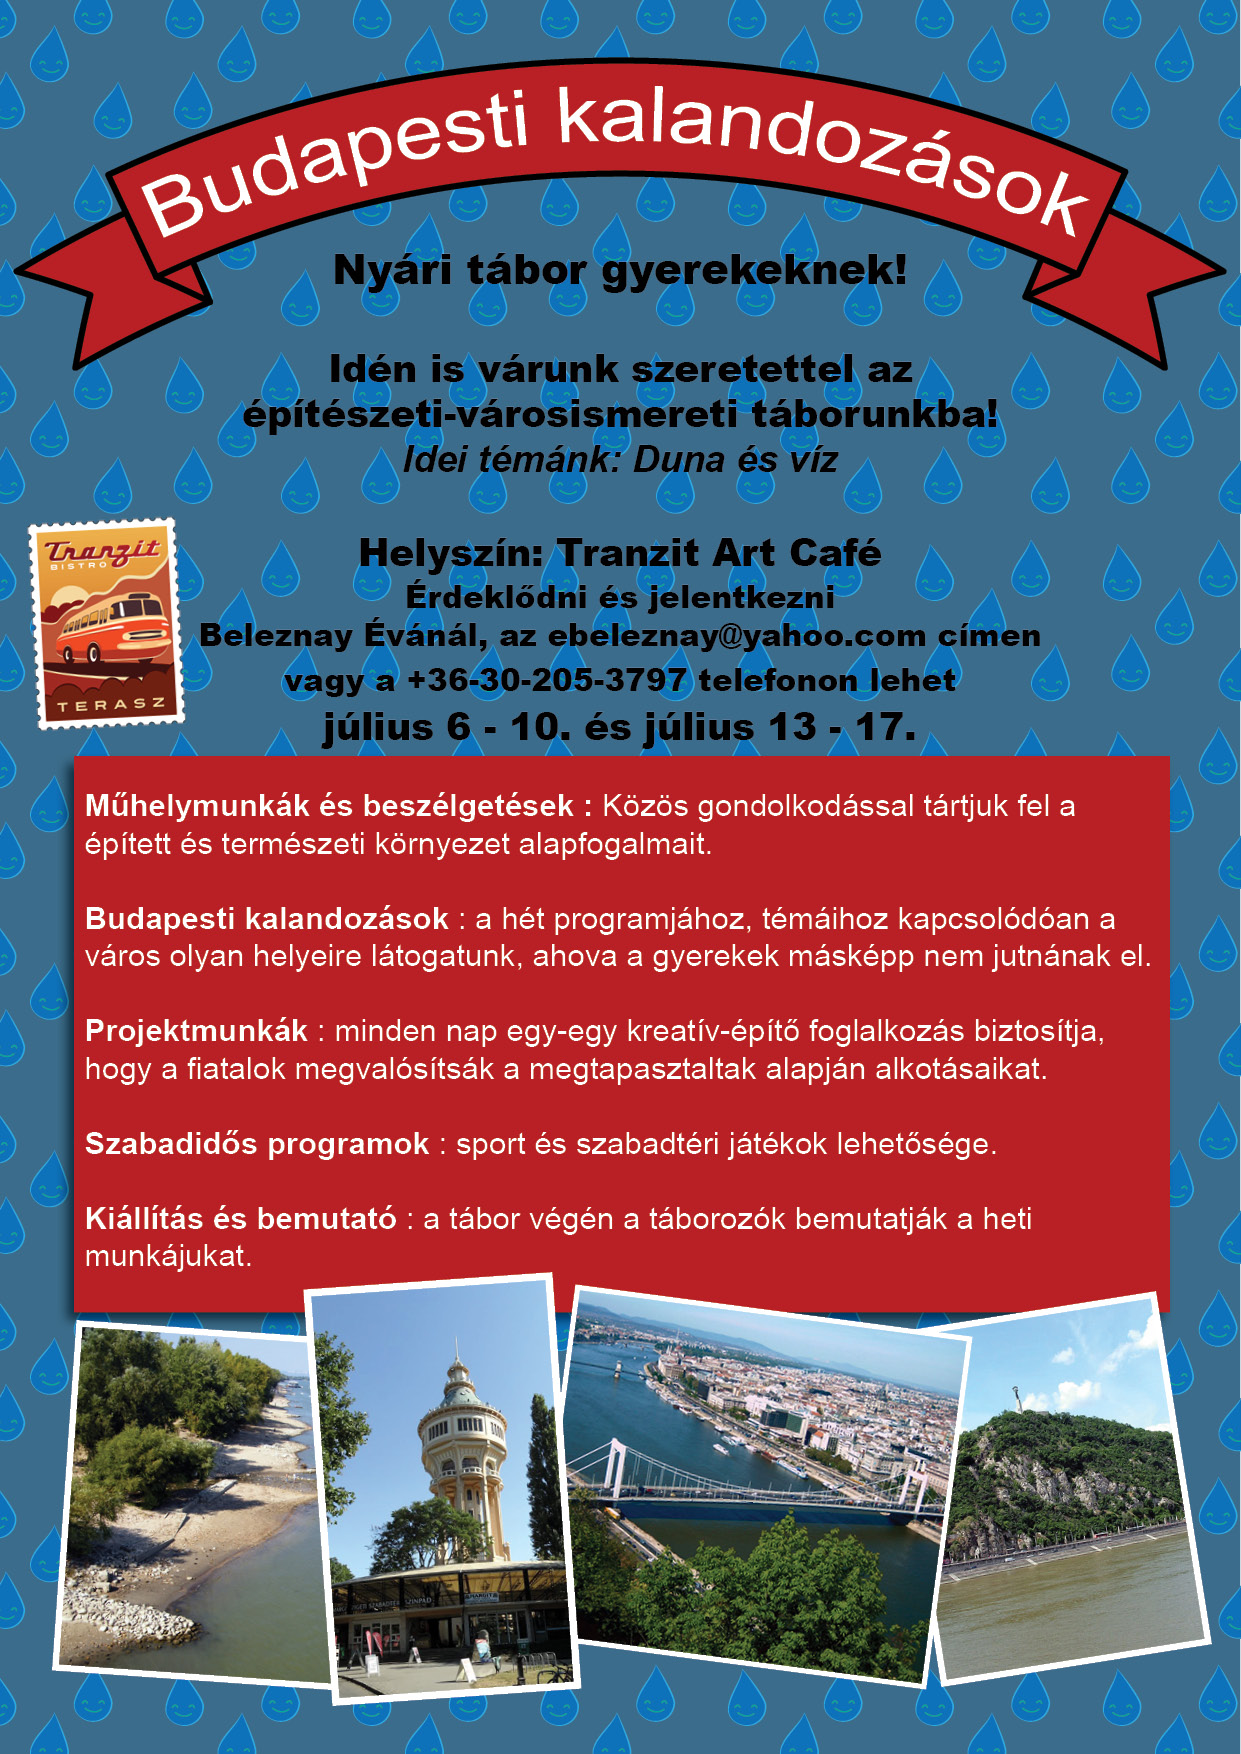 Budapesti kalandozások
Nyári tábor gyerekeknek!
Idén is várunk szeretettel az
építészeti-városismereti táborunkba!
Idei témánk: Duna és víz
Tranzit
BISTRO
TERASZ
Helyszín: Tranzit Art Café
Érdeklődni és jelentkezni
Beleznay Évánál, az ebeleznay@yahoo.com címen
vagy a +36-30-205-3797 telefonon lehet
július 6 - 10. és július 13 - 17.
Műhelymunkák és beszélgetések : Közös gondolkodással tártjuk fel a
épített és természeti környezet alapfogalmait.
Budapesti kalandozások : a hét programjához, témáihoz kapcsolódóan a
város olyan helyeire látogatunk, ahova a gyerekek másképp nem jutnának el.
Projektmunkák : minden nap egy-egy kreatív-építő foglalkozás biztosítja,
hogy a fiatalok megvalósítsák a megtapasztaltak alapján alkotásaikat.
Szabadidős programok : sport és szabadtéri játékok lehetősége.
Kiállítás és bemutató : a tábor végén a táborozók bemutatják a heti
munkájukat.
SZÍNPAD